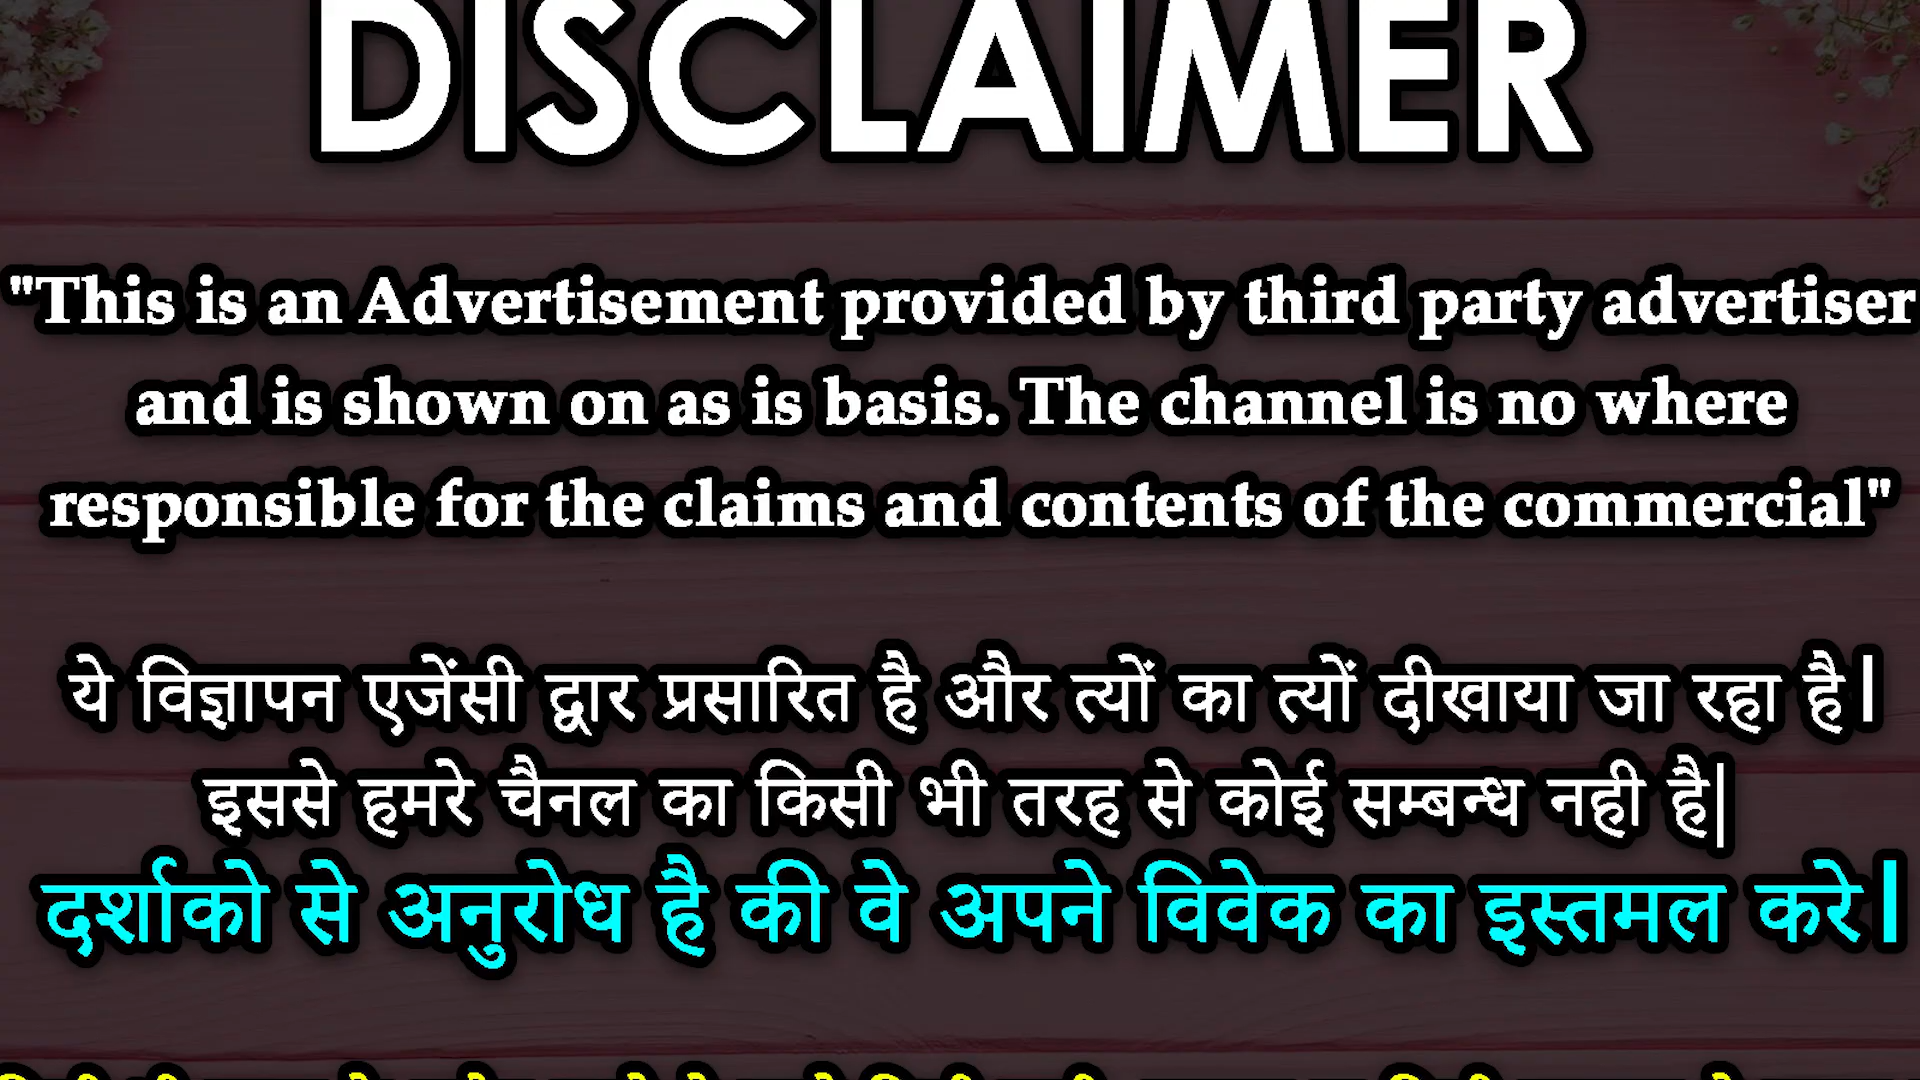 DISCLAIMER
"This is an Advertisement provided by third party advertiser
and is shown on as is basis. The channel is no where
responsible for the claims and contents of the commercial"
ये विज्ञापन एजेंसी द्वार प्रसारित है और त्यों का त्यों दीखाया जा रहा है।
इससे हमरे चैनल का किसी भी तरह से कोई सम्बन्ध नही है|
दर्शाको से अनुरोध है की वे अपने विवेक का इस्तमल करे।